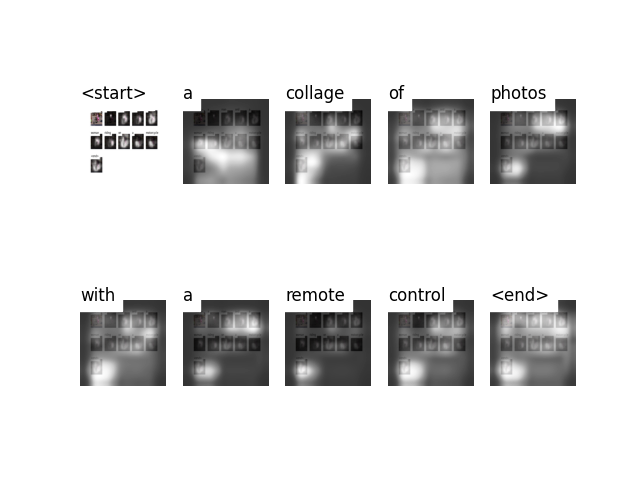 <start> a collage of photos
with a remote control <end>